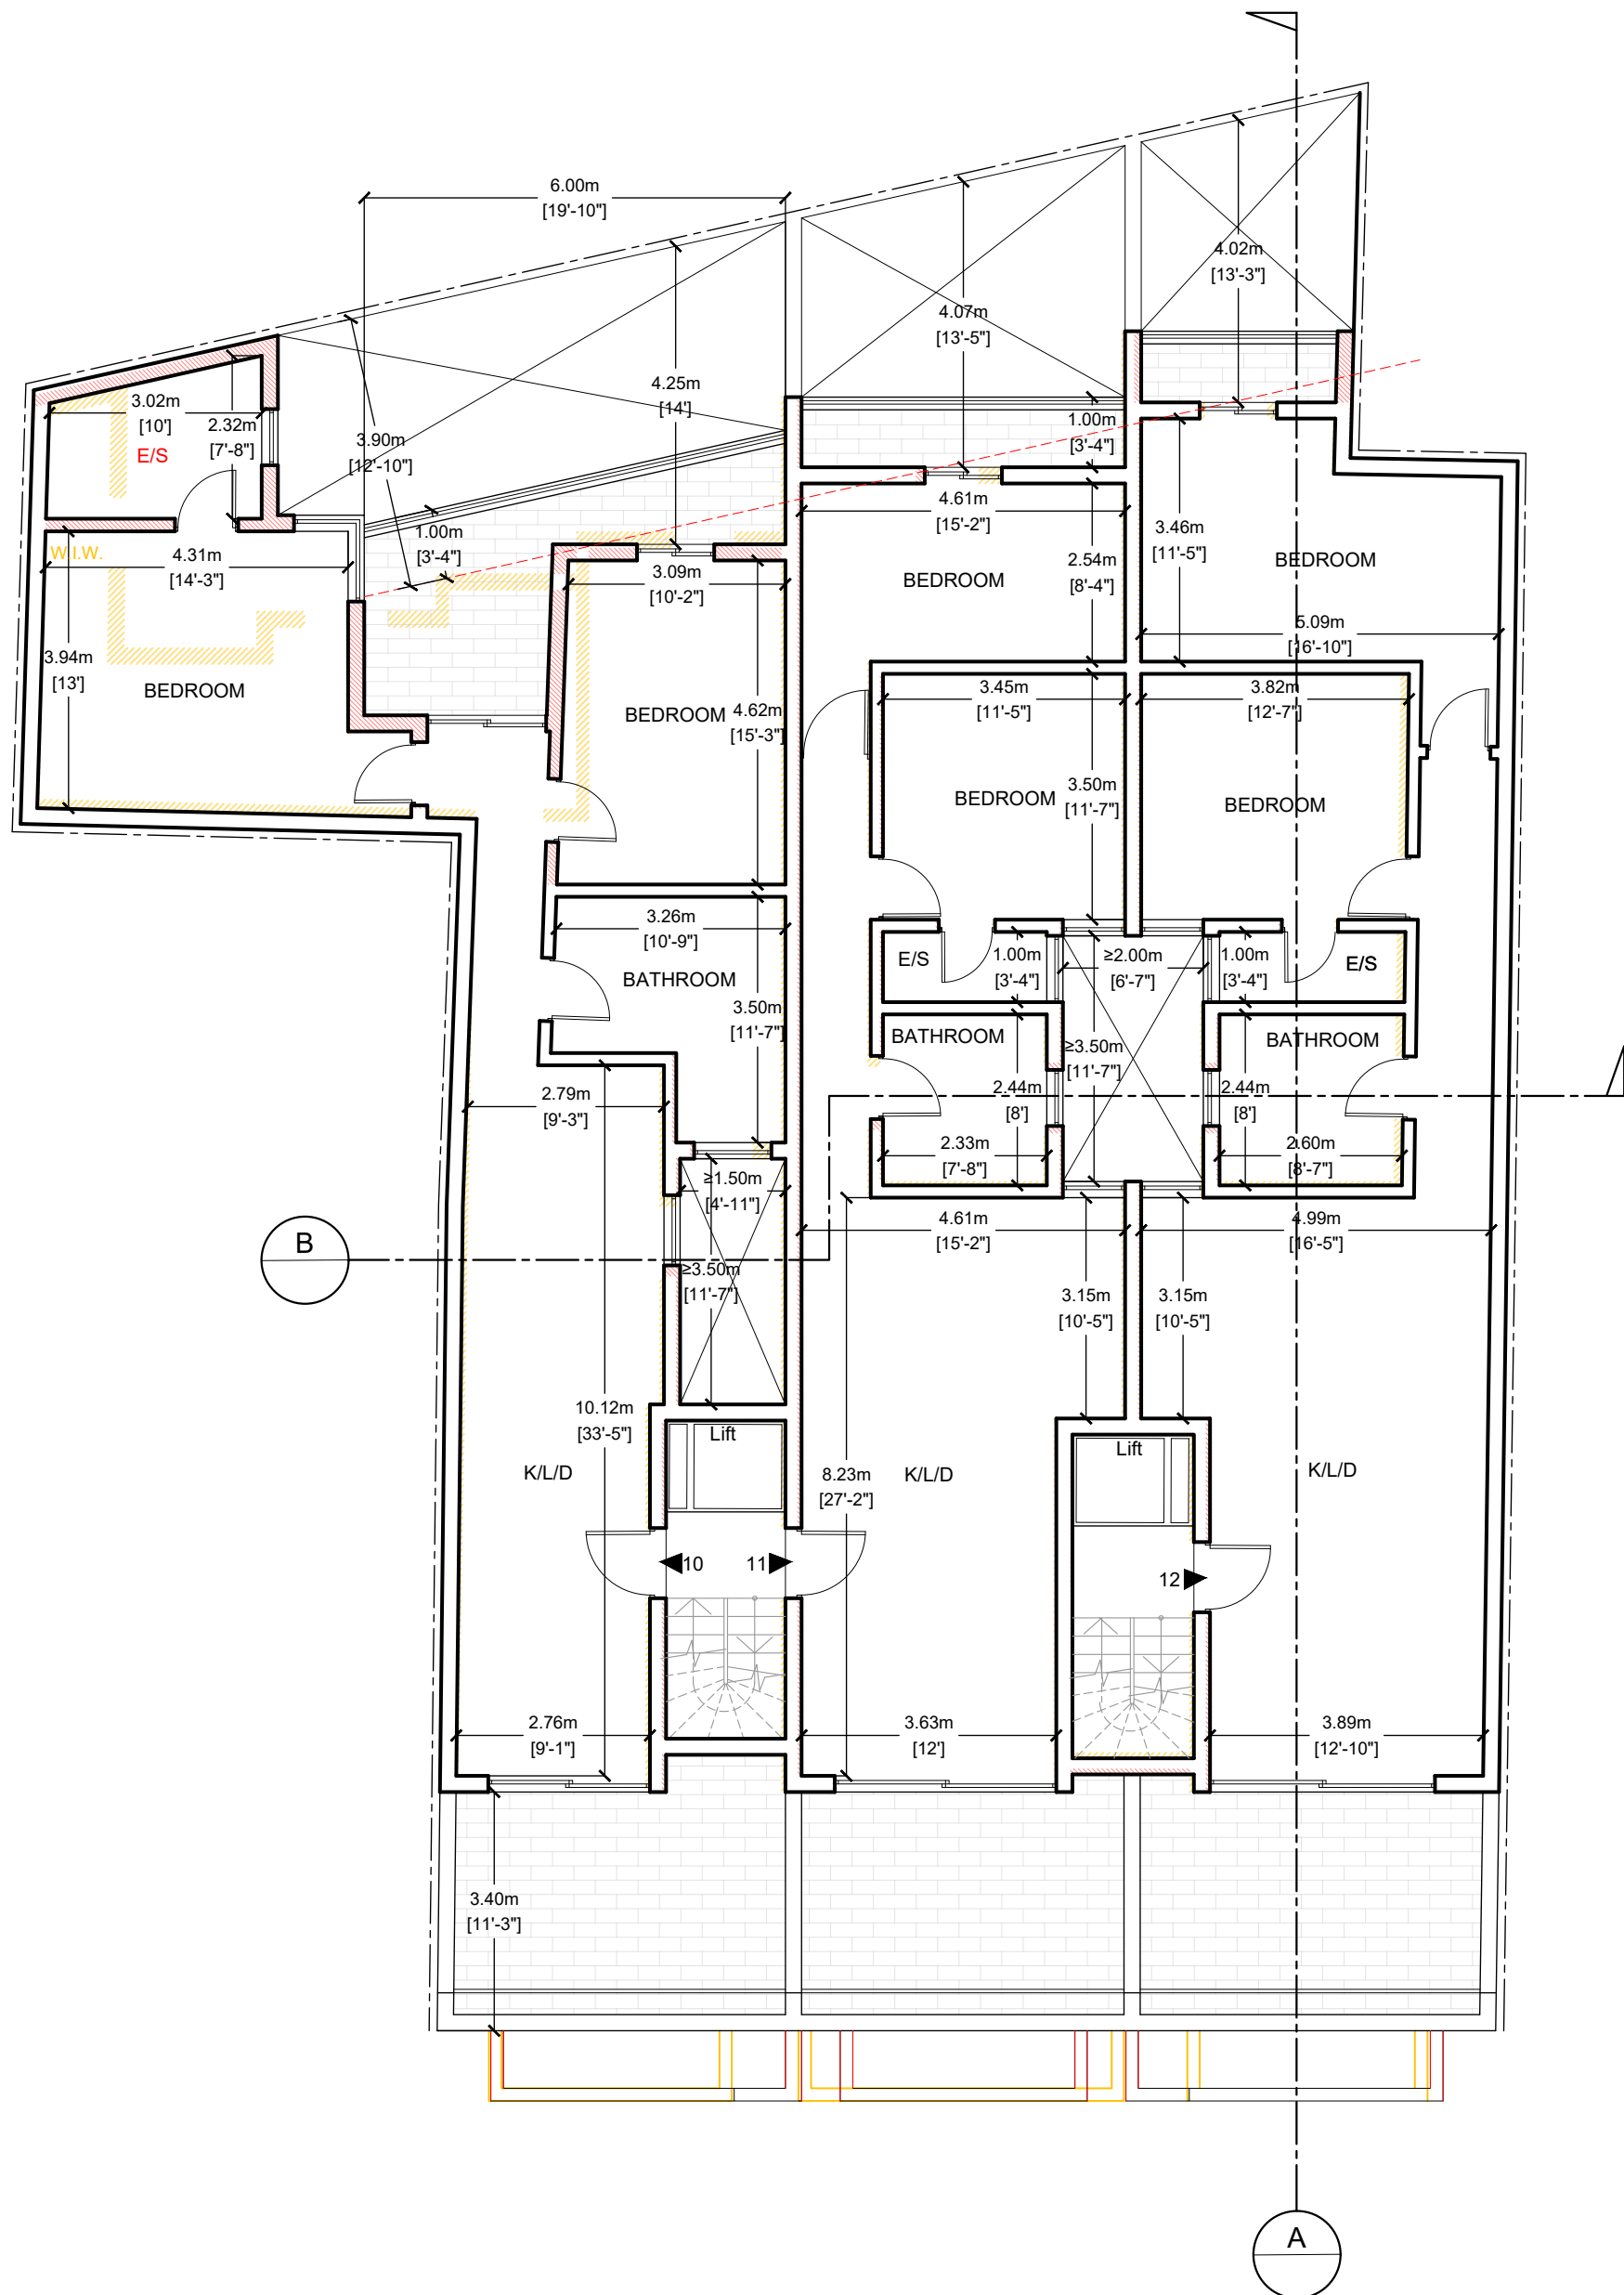 6.00m
[19'-10"]
4.02m
[13'-3"]
4.07m
[13'-5"]
4.25m
[14']
3.02m
[10']
E/S
2.32m
[7'-8"]
3.90m
[12'-10"]
1.00m
[3'-4"]
1.00m
[3'-4"]
W.I.W.
4.31m
[14'-3"]
3.09m
[10'-2"]
4.61m
[15'-2"]
2.54m
[8'-4"]
BEDROOM
3.46m
[11'-5"]
BEDROOM
5.09m
[16'-10"]
3.94m
[13']
BEDROOM
BEDROOM
4.62m
[15'-3"]
3.45m
[11'-5"]
3.82m
[12'-7"]
BEDROOM
3.50m
[11'-7"]
BEDROOM
3.26m
[10'-9"]
BATHROOM
3.50m
[11'-7"]
E/S
1.00m
[3'-4"]
≥2.00m
[6'-7"]
1.00m
[3'-4"]
E/S
BATHROOM
≥3.50m
[11'-7"]
BATHROOM
2.79m
[9'-3"]
2.44m
[8']
2.44m
[8']
2.33m
[7'-8"]
2.60m
[8'-7"]
≥1.50m
[4'-11"]
B
4.61m
[15'-2"]
4.99m
[16'-5"]
≥3.50m
[11'-7"]
3.15m
[10'-5"]
3.15m
[10'-5"]
10.12m
[33'-5"]
Lift
Lift
K/L/D
8.23m
[27'-2"]
K/L/D
K/L/D
10
11
12
2.76m
[9'-1"]
3.63m
[12']
3.89m
[12'-10"]
3.40m
[11'-3"]
A